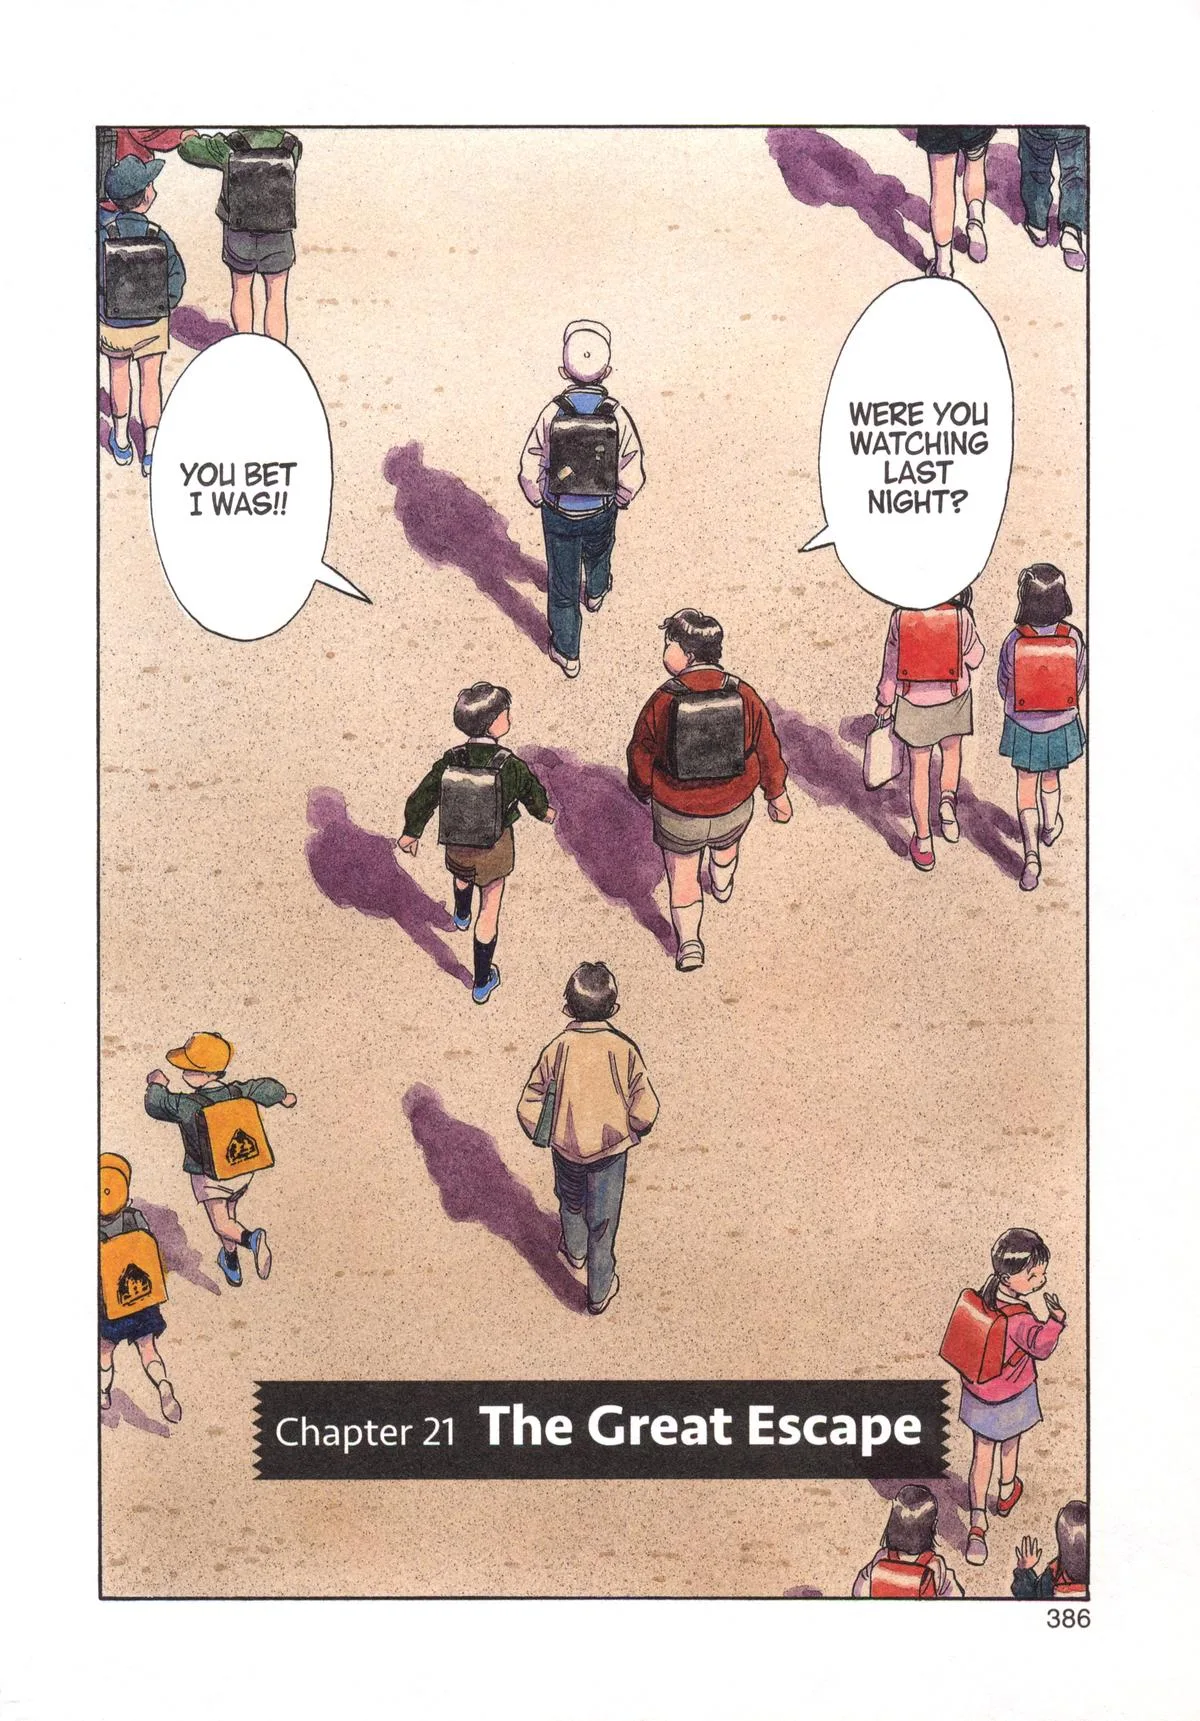 WERE YOU
WATCHING
LAST
NIGHT?
YOU BET
I WAS!!
Chapter 21 The Great Escape
386